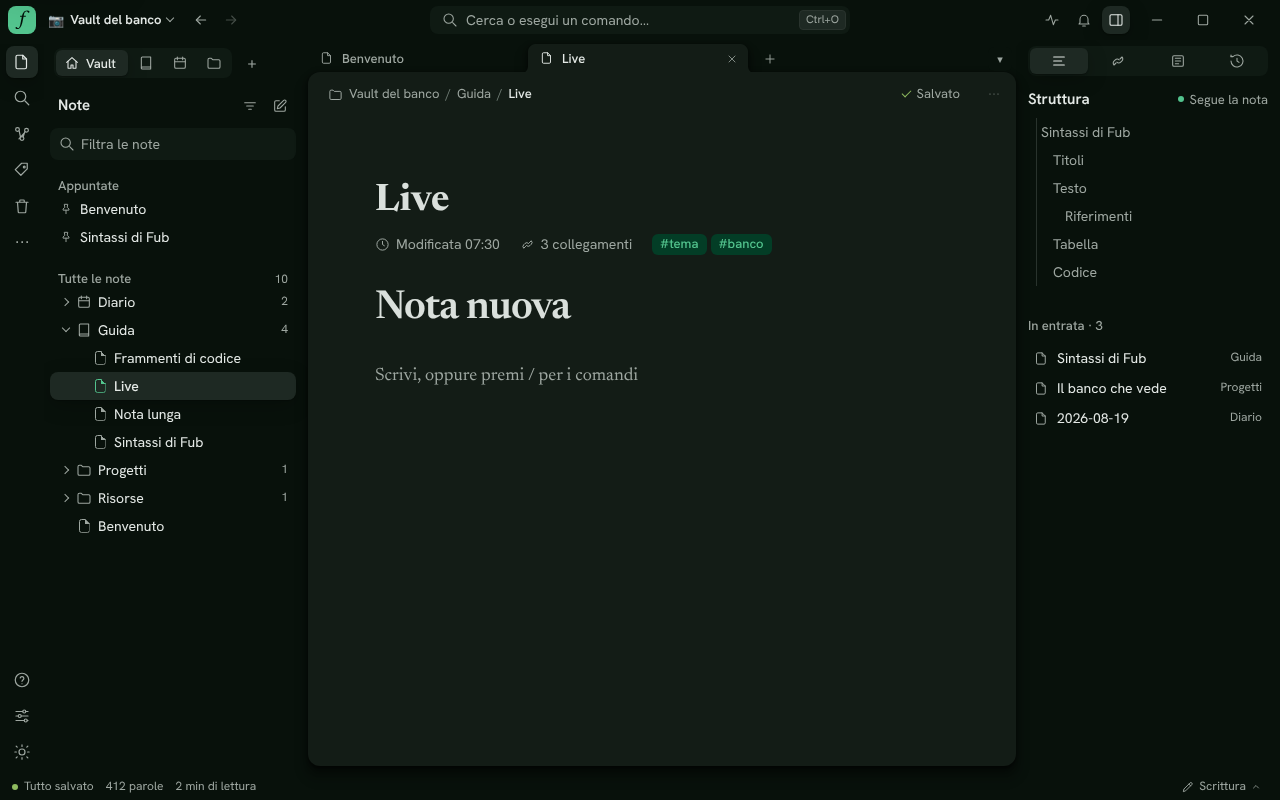 f Vault del banco
Cerca o esegui un comando...
Ctrl+O
Vault
Benvenuto
Live
Note
Filtra le note
Appuntate
Benvenuto
Sintassi di Fub
Tutte le note 10
Diario 2
Guida 4
Frammenti di codice
Live
Nota lunga
Sintassi di Fub
Progetti 1
Risorse 1
Benvenuto
Vault del banco / Guida / Live
Salvato
Live
Modificata 07:30 3 collegamenti #tema #banco
Nota nuova
Scrivi, oppure premi / per i comandi
Struttura Segue la nota
Sintassi di Fub
Titoli
Testo
Riferimenti
Tabella
Codice
In entrata · 3
Sintassi di Fub Guida
Il banco che vede Progetti
2026-08-19 Diario
Tutto salvato 412 parole 2 min di lettura
Scrittura